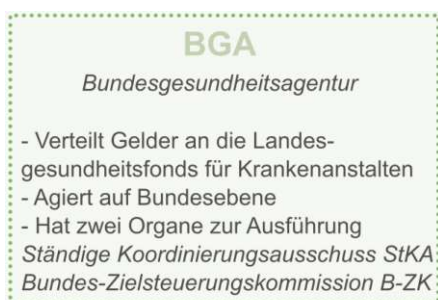 BGA
Bundesgesundheitsagentur
- Verteilt Gelder an die Landes-
gesundheitsfonds für Krankenanstalten
- Agiert auf Bundesebene
- Hat zwei Organe zur Ausführung
Ständige Koordinierungsausschuss StKA
Bundes-Zielsteuerungskommission B-ZK